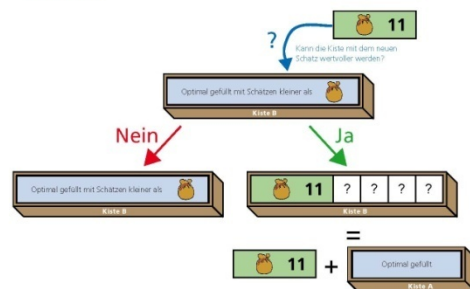 11
?
Kann die Kiste mit dem neuen
Schatz wertvoller werden?
Optimal gefüllt mit Schätzen kleiner als
Kiste B
Nein
Ja
Optimal gefüllt mit Schätzen kleiner als
Kiste B
11 ? ? ? ?
Kiste B
=
11 + Optimal gefüllt
Kiste A